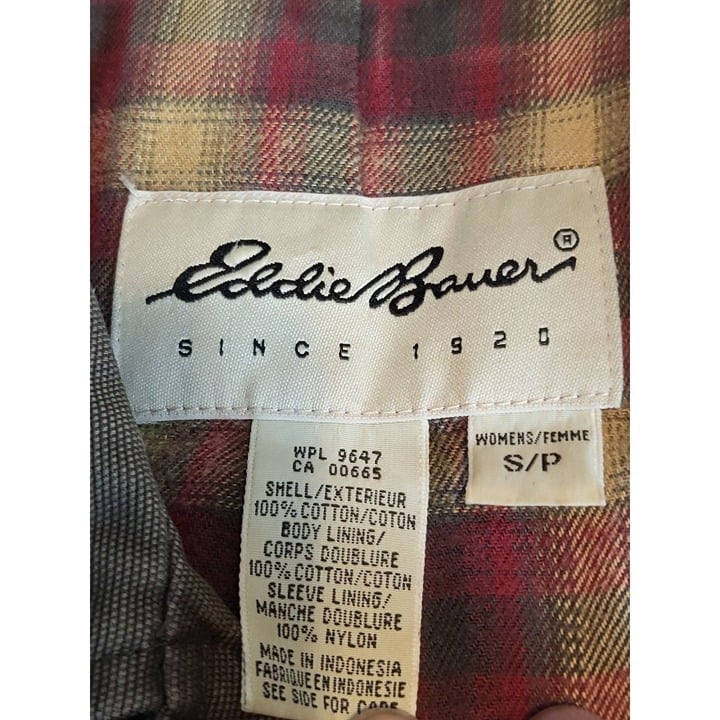 Eddie Bauer ®
SINCE 1920
WPL 9647
CA 00665
SHELL/EXTERIEUR
100% COTTON/COTON
BODY LINING/
CORPS DOUBLURE
100% COTTON/COTON
SLEEVE LINING/
MANCHE DOUBLURE
100% NYLON
MADE IN INDONESIA
FABRIQUE EN INDONESIE
SEE SIDE FOR CARE
WOMENS/FEMME
S/P